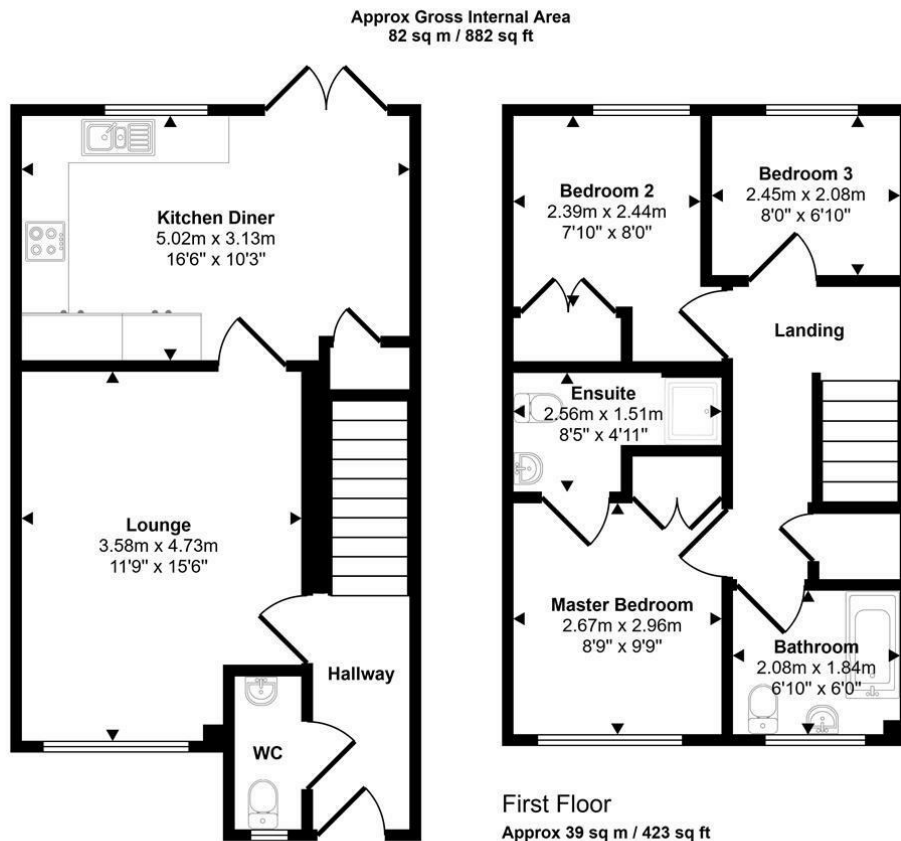 Approx Gross Internal Area
82 sq m / 882 sq ft
Kitchen Diner
5.02m x 3.13m
16'6" x 10'3"
Lounge
3.58m x 4.73m
11'9" x 15'6"
Hallway
WC
Bedroom 2
2.39m x 2.44m
7'10" x 8'0"
Bedroom 3
2.45m x 2.08m
8'0" x 6'10"
Landing
Ensuite
2.56m x 1.51m
8'5" x 4'11"
Master Bedroom
2.67m x 2.96m
8'9" x 9'9"
Bathroom
2.08m x 1.84m
6'10" x 6'0"
First Floor
Approx 39 sq m / 423 sq ft